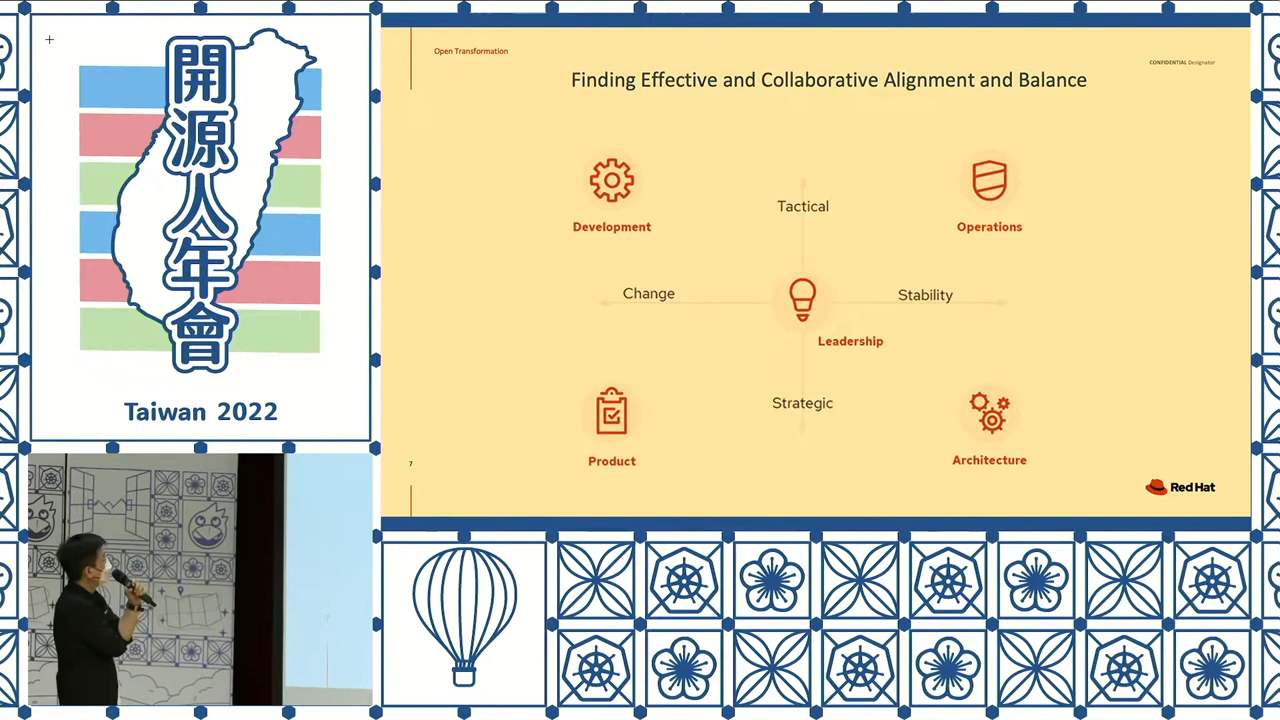 開源人年會
Taiwan 2022
Open Transformation
CONFIDENTIAL Designator
Finding Effective and Collaborative Alignment and Balance
Development
Tactical
Operations
Change
Stability
Leadership
Strategic
Product
Architecture
7
Red Hat